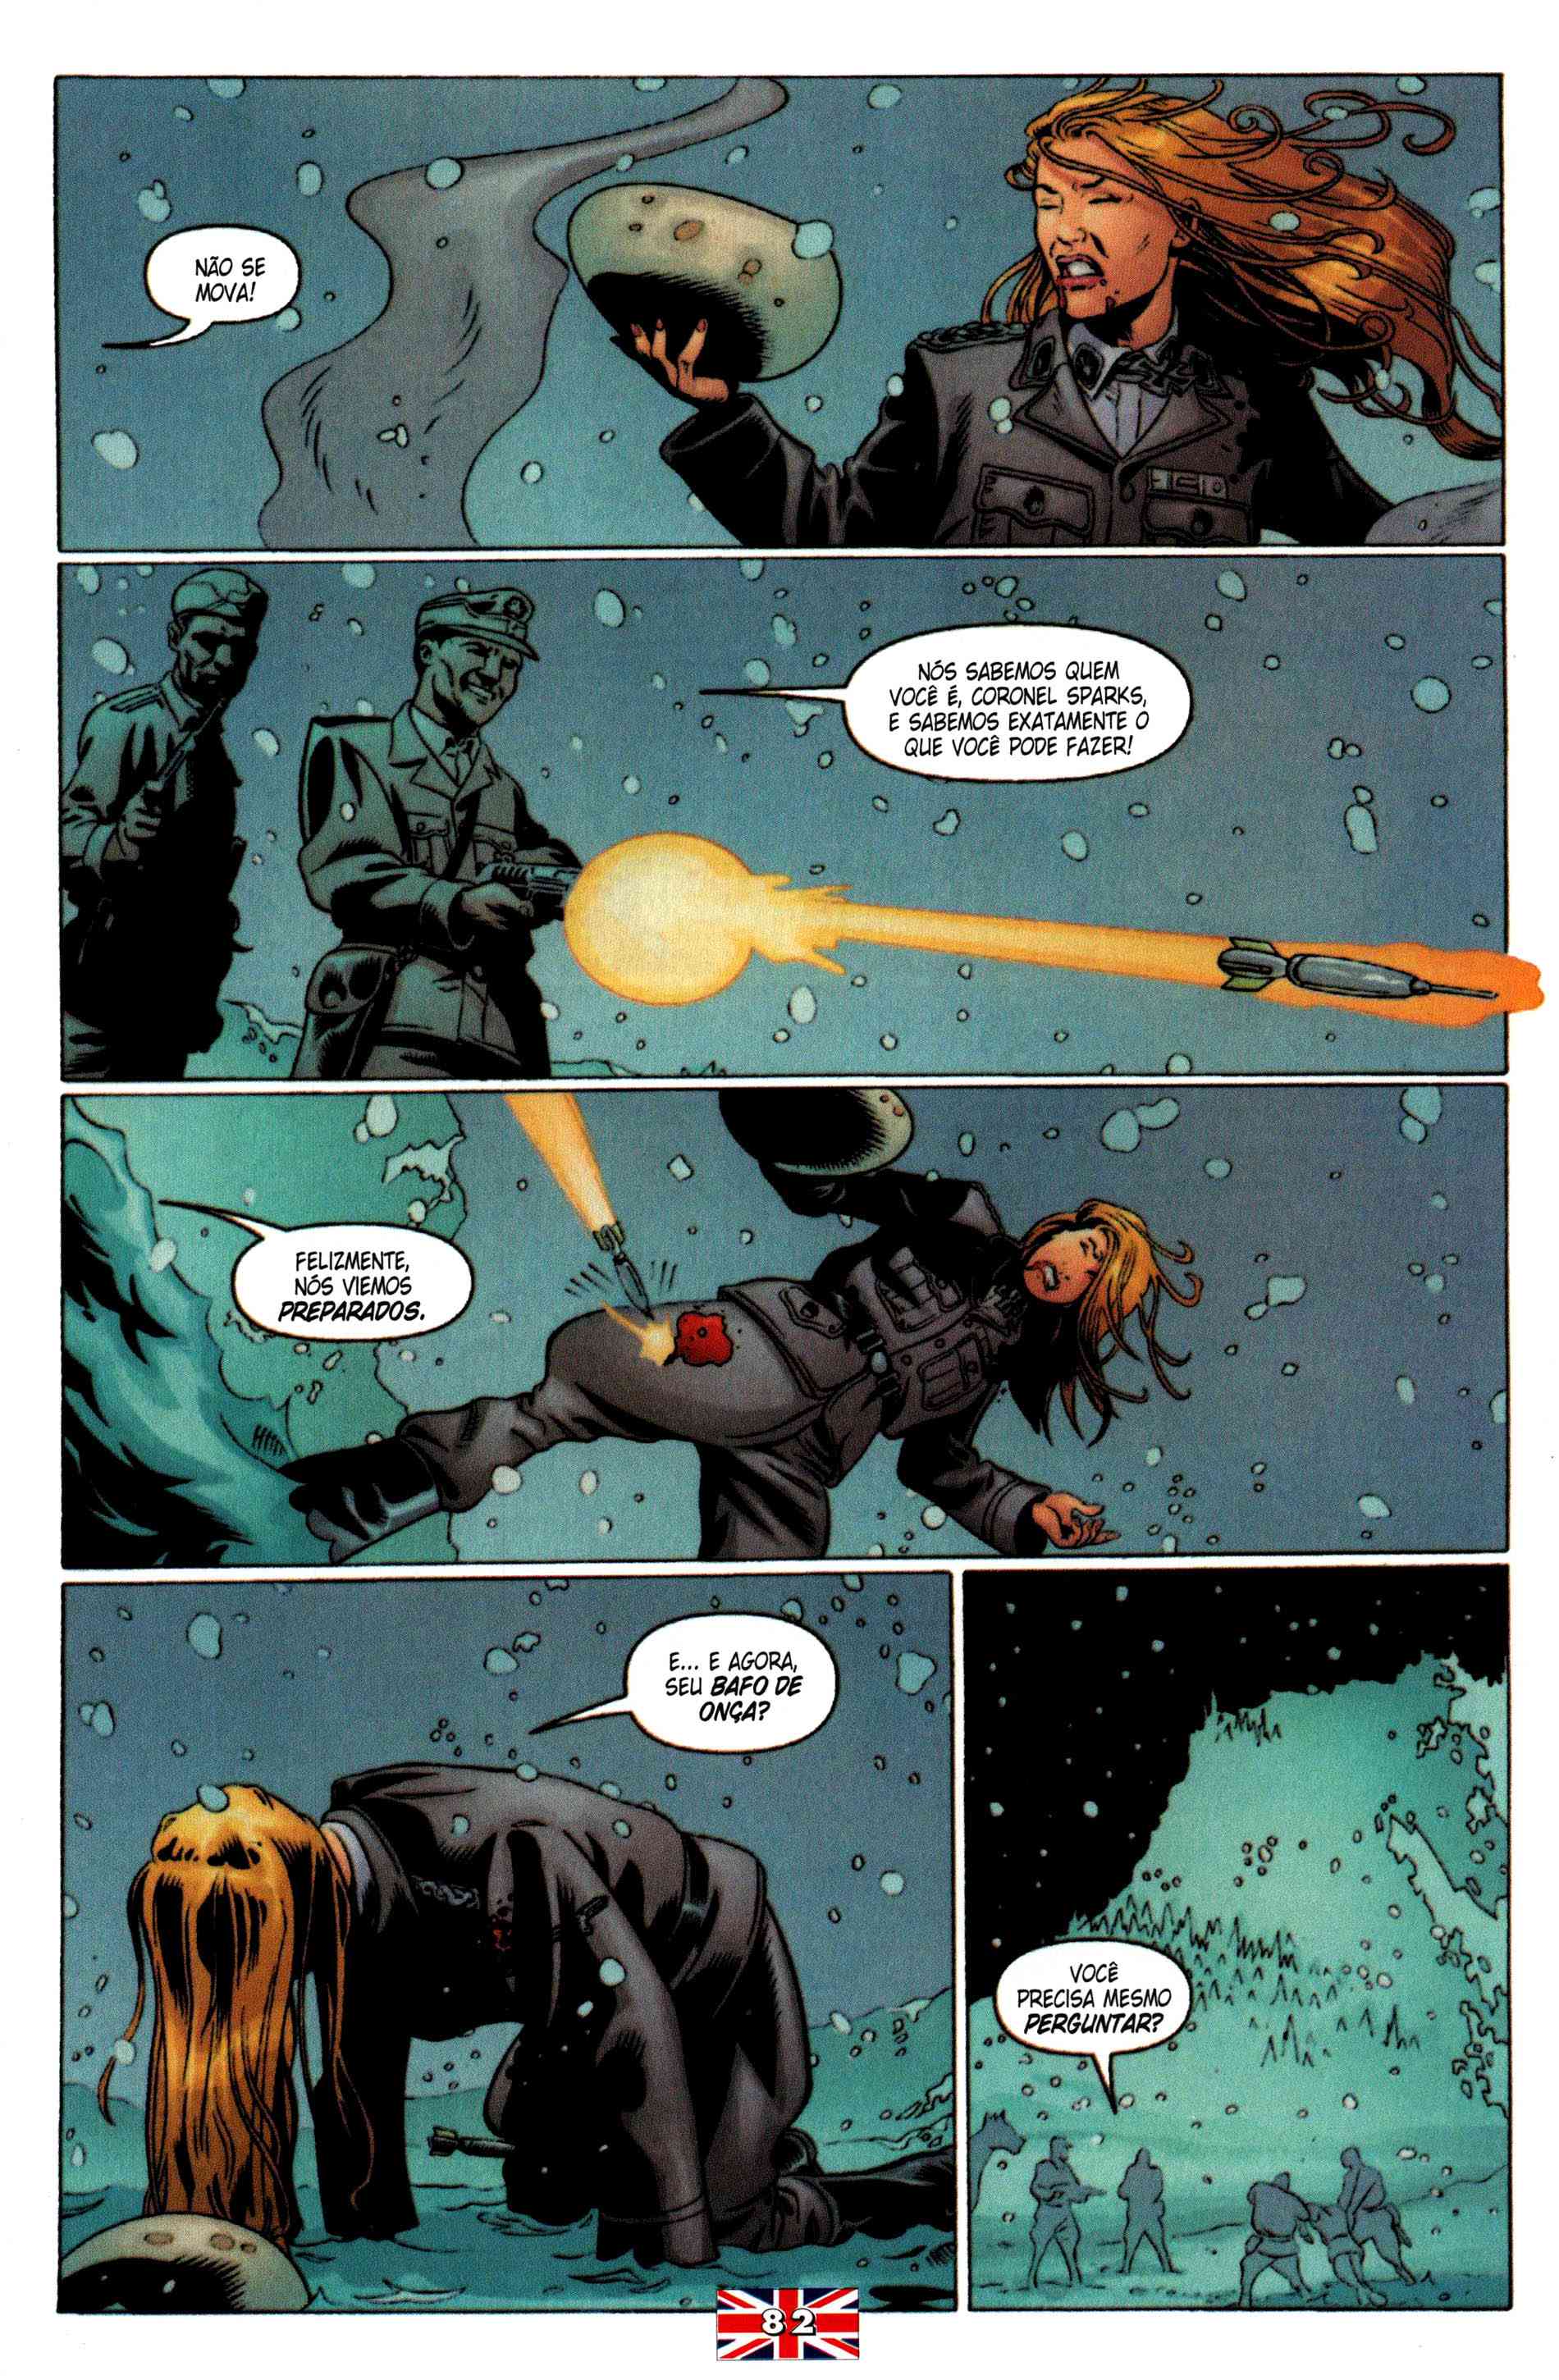 NÃO SE
MOVA!
NÓS SABEMOS QUEM
VOCÊ É, CORONEL SPARKS,
E SABEMOS EXATAMENTE O
QUE VOCÊ PODE FAZER!
FELIZMENTE,
NÓS VIEMOS
PREPARADOS.
E... E AGORA,
SEU BAFO DE
ONÇA?
VOCÊ
PRECISA MESMO
PERGUNTAR?
82